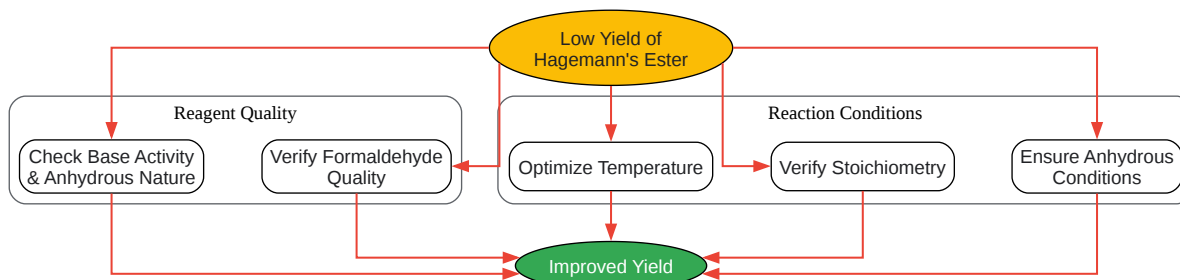 Low Yield of
Hagemann's Ester
Reagent Quality
Reaction Conditions
Check Base Activity
& Anhydrous Nature
Verify Formaldehyde
Quality
Optimize Temperature
Verify Stoichiometry
Ensure Anhydrous
Conditions
Improved Yield